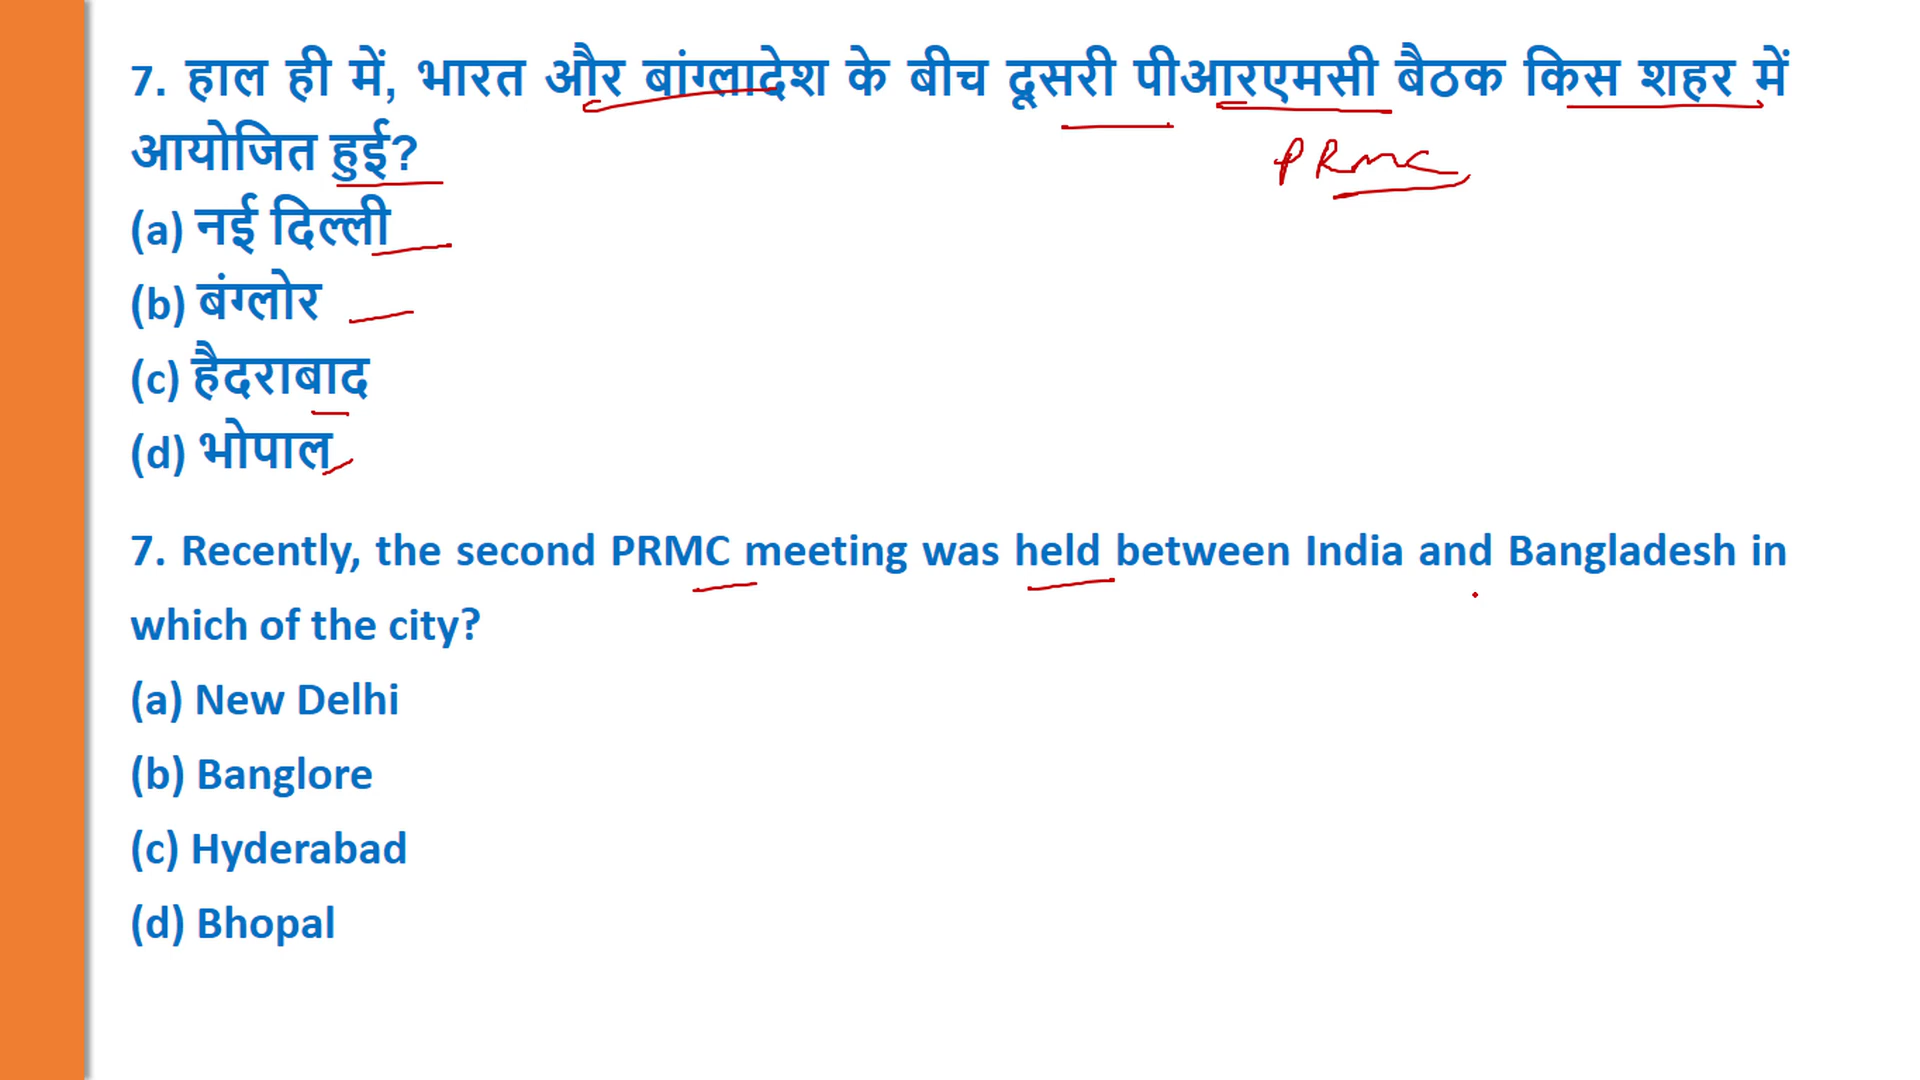 7. हाल ही में, भारत और बांग्लादेश के बीच दूसरी पीआरएमसी बैठक किस शहर में
आयोजित हुई?
PRMC
(a) नई दिल्ली
(b) बंग्लोर
(c) हैदराबाद
(d) भोपाल
7. Recently, the second PRMC meeting was held between India and Bangladesh in
which of the city?
(a) New Delhi
(b) Banglore
(c) Hyderabad
(d) Bhopal